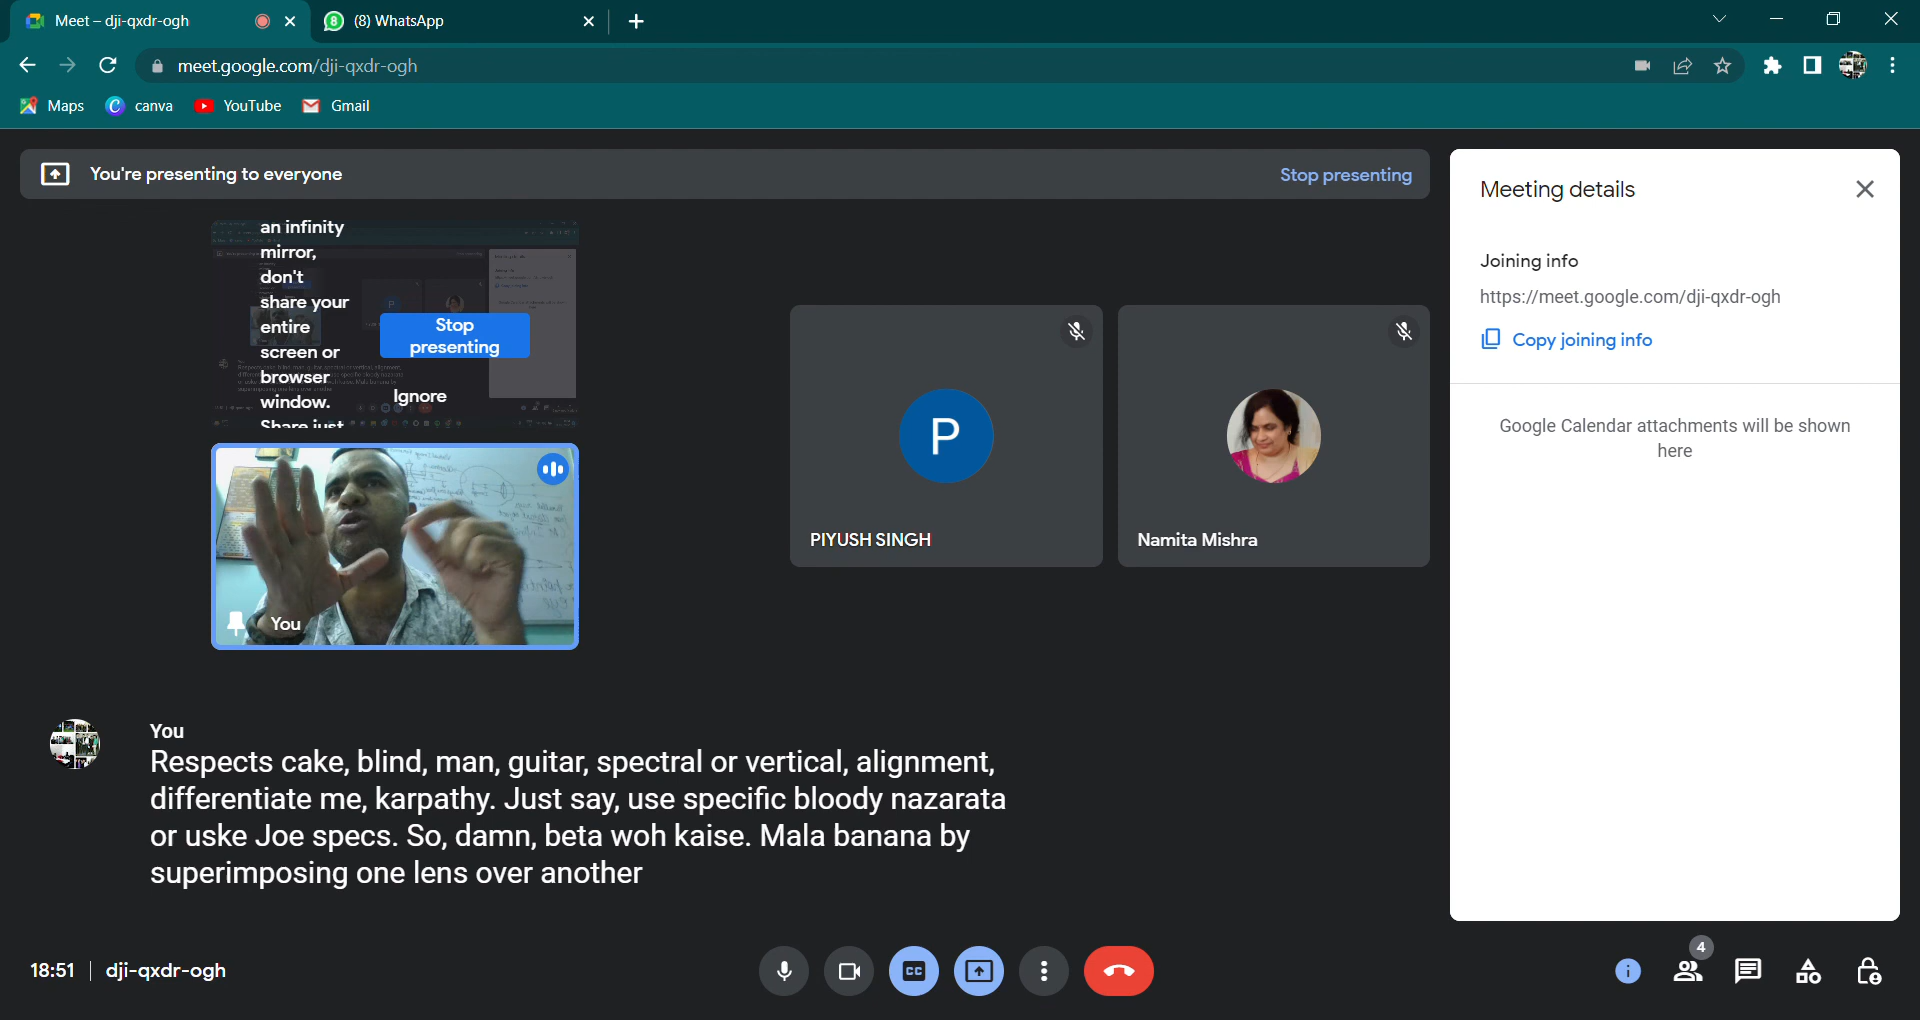 Meet – dji-qxdr-ogh
(8) WhatsApp
meet.google.com/dji-qxdr-ogh
Maps
canva
YouTube
Gmail
You're presenting to everyone
Stop presenting
an infinity
mirror,
don't
share your
entire
screen or
browser
window.
Share just
Stop
presenting
Ignore
You
P
PIYUSH SINGH
Namita Mishra
Meeting details
Joining info
https://meet.google.com/dji-qxdr-ogh
Copy joining info
Google Calendar attachments will be shown
here
You
Respects cake, blind, man, guitar, spectral or vertical, alignment,
differentiate me, karpathy. Just say, use specific bloody nazarata
or uske Joe specs. So, damn, beta woh kaise. Mala banana by
superimposing one lens over another
18:51
dji-qxdr-ogh
CC
4